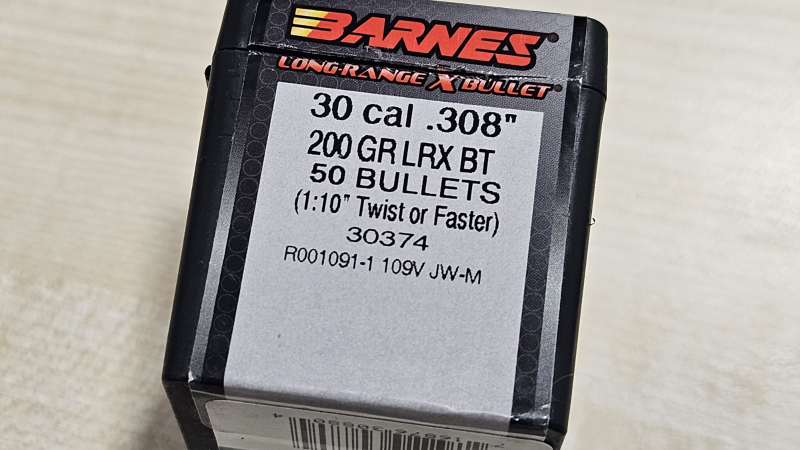 BARNES®
LONG-RANGE X BULLET®
30 cal .308"
200 GR LRX BT
50 BULLETS
(1:10" Twist or Faster)
30374
R001091-1 109V JW-M